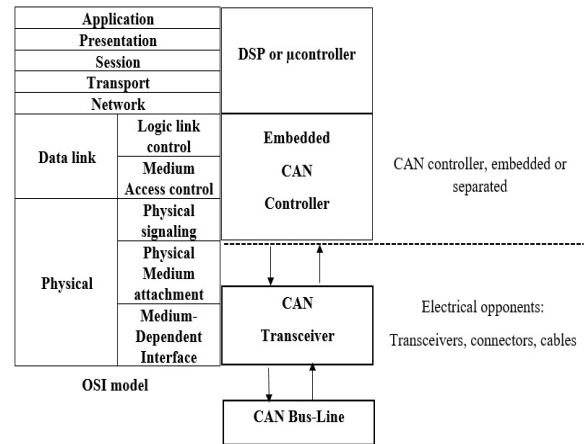 Application
Presentation
Session
Transport
Network
DSP or µcontroller
Data link
Logic link
control
Medium
Access control
Embedded
CAN
Controller
CAN controller, embedded or
separated
Physical
Physical
signaling
Physical
Medium
attachment
Medium-
Dependent
Interface
CAN
Transceiver
Electrical opponents:
Transceivers, connectors, cables
OSI model
CAN Bus-Line